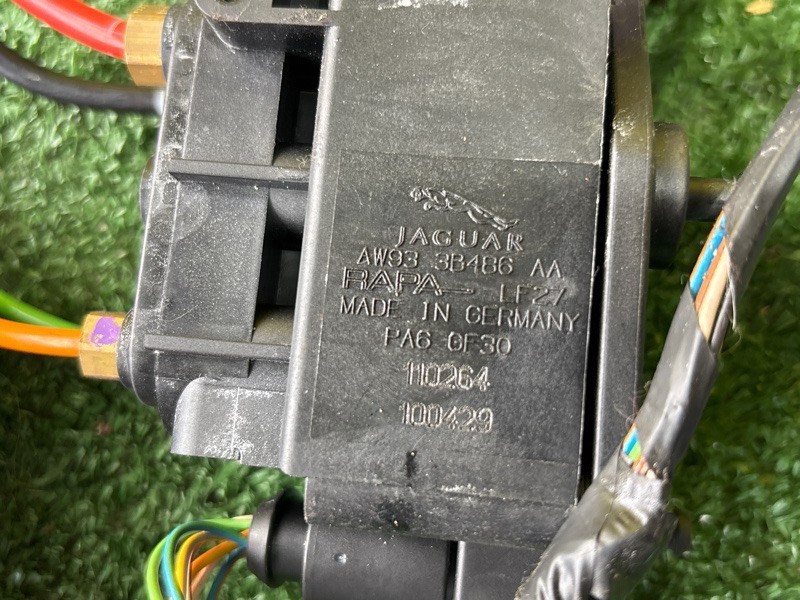 JAGUAR
AW93 3B486 AA
RAPA LF27
MADE IN GERMANY
PA6 GF30
110264
100429